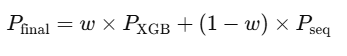 P_final = w × P_XGB + (1 − w) × P_seq